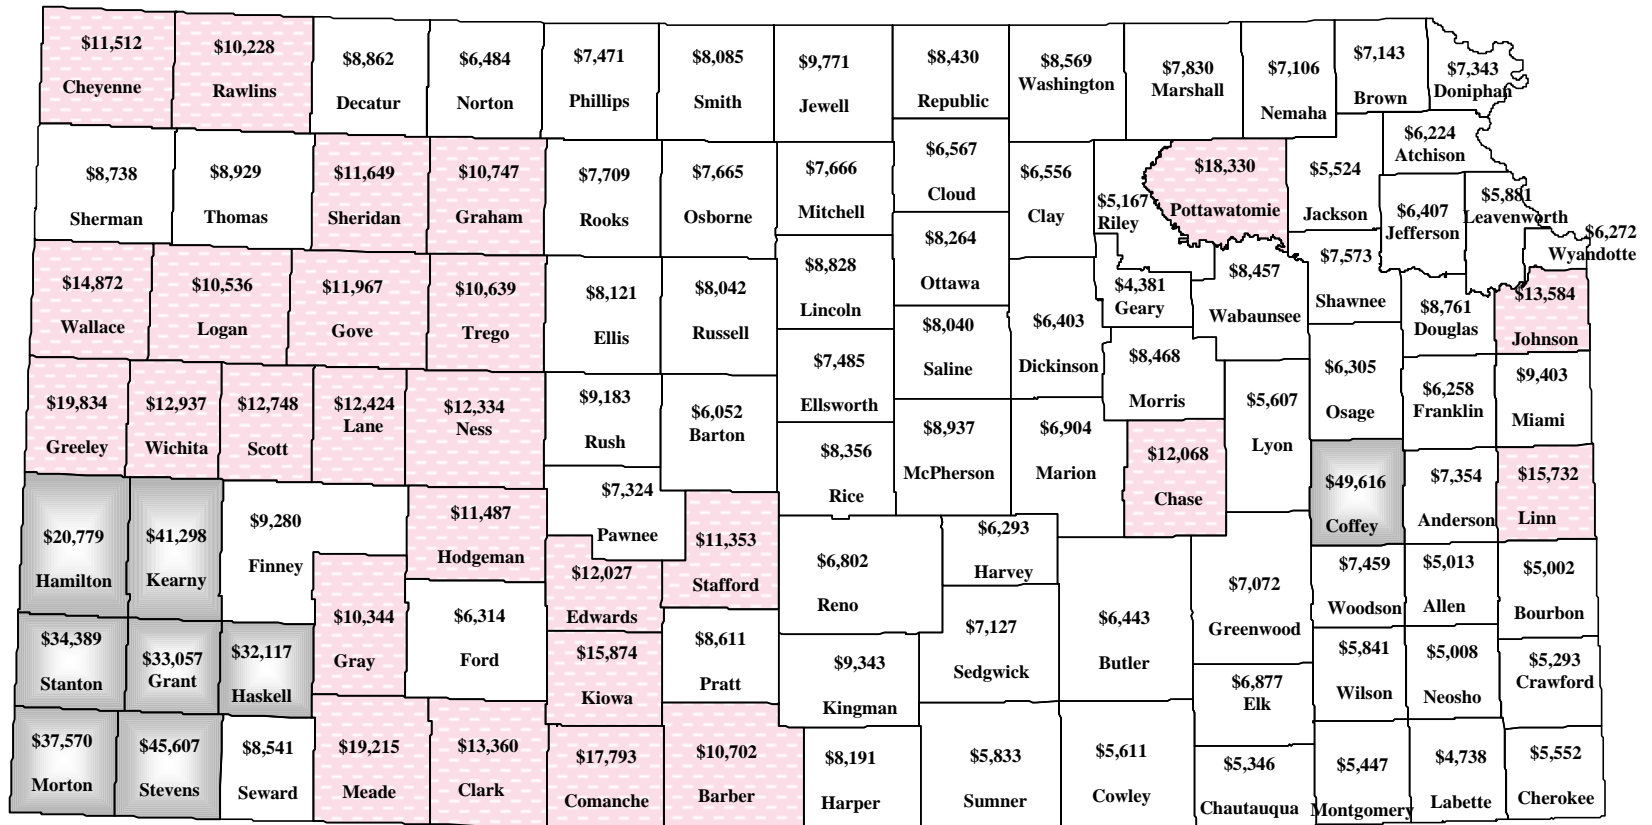 $11,512
Cheyenne
$10,228
Rawlins
$8,862
Decatur
$6,484
Norton
$7,471
Phillips
$8,085
Smith
$9,771
Jewell
$8,430
Republic
$8,569
Washington
$7,830
Marshall
$7,106
Nemaha
$7,143
Brown
$7,343
Doniphan
$8,738
Sherman
$8,929
Thomas
$11,649
Sheridan
$10,747
Graham
$7,709
Rooks
$7,665
Osborne
$7,666
Mitchell
$6,567
Cloud
$6,556
Clay
$5,167
Riley
$18,330
Pottawatomie
$5,524
Jackson
$6,224
Atchison
$6,407
Jefferson
$5,881
Leavenworth
$6,272
Wyandotte
$14,872
Wallace
$10,536
Logan
$11,967
Gove
$10,639
Trego
$8,121
Ellis
$8,042
Russell
$8,828
Lincoln
$8,264
Ottawa
$8,040
Saline
$6,403
Dickinson
$4,381
Geary
$8,457
Wabaunsee
$7,573
Shawnee
$8,761
Douglas
$13,584
Johnson
$19,834
Greeley
$12,937
Wichita
$12,748
Scott
$12,424
Lane
$12,334
Ness
$9,183
Rush
$6,052
Barton
$7,485
Ellsworth
$8,356
Rice
$8,937
McPherson
$6,904
Marion
$8,468
Morris
$12,068
Chase
$5,607
Lyon
$6,305
Osage
$6,258
Franklin
$9,403
Miami
$20,779
Hamilton
$41,298
Kearny
$9,280
Finney
$11,487
Hodgeman
$7,324
Pawnee
$11,353
Stafford
$12,027
Edwards
$6,802
Reno
$6,293
Harvey
$49,616
Coffey
$7,354
Anderson
$15,732
Linn
$34,389
Stanton
$33,057
Grant
$32,117
Haskell
$10,344
Gray
$6,314
Ford
$15,874
Kiowa
$8,611
Pratt
$9,343
Kingman
$7,127
Sedgwick
$6,443
Butler
$7,072
Greenwood
$7,459
Woodson
$5,013
Allen
$5,002
Bourbon
$6,877
Elk
$5,841
Wilson
$5,008
Neosho
$5,293
Crawford
$37,570
Morton
$45,607
Stevens
$8,541
Seward
$19,215
Meade
$13,360
Clark
$17,793
Comanche
$10,702
Barber
$8,191
Harper
$5,833
Sumner
$5,611
Cowley
$5,346
Chautauqua
$5,447
Montgomery
$4,738
Labette
$5,552
Cherokee